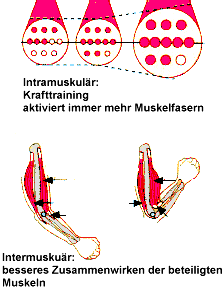 Intramuskulär:
Krafttraining
aktiviert immer mehr Muskelfasern
Intermuskuär:
besseres Zusammenwirken der beteiligten
Muskeln